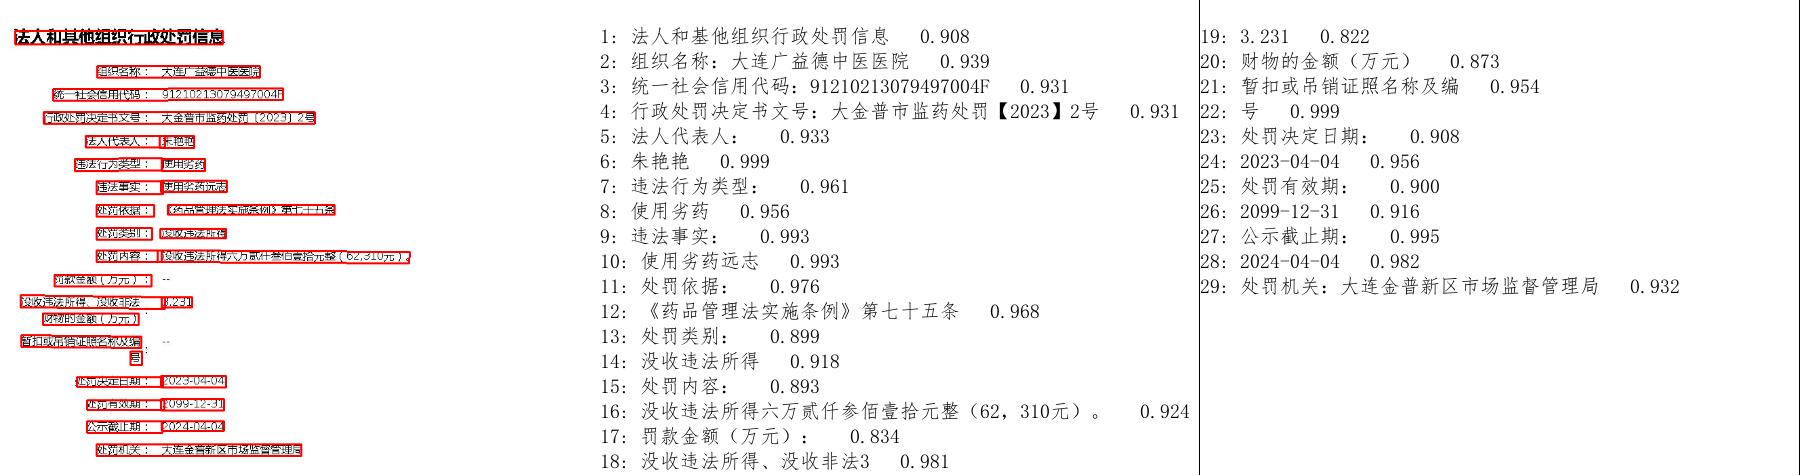 法人和其他组织行政处罚信息
组织名称： 大连广益德中医医院
统一社会信用代码： 91210213079497004F
行政处罚决定书文号： 大金普市监药处罚〔2023〕2号
法人代表人： 朱艳艳
违法行为类型： 使用劣药
违法事实： 使用劣药远志
处罚依据： 《药品管理法实施条例》第七十五条
处罚类别： 没收违法所得
处罚内容： 没收违法所得六万贰仟叁佰壹拾元整（62,310元）。
罚款金额（万元）： --
没收违法所得、没收非法 3.231
财物的金额（万元）：
暂扣或吊销证照名称及编 --
号：
处罚决定日期： 2023-04-04
处罚有效期： 2099-12-31
公示截止期： 2024-04-04
处罚机关： 大连金普新区市场监督管理局
1: 法人和基他组织行政处罚信息 0.908
2: 组织名称: 大连广益德中医医院 0.939
3: 统一社会信用代码: 91210213079497004F 0.931
4: 行政处罚决定书文号: 大金普市监药处罚【2023】2号 0.931
5: 法人代表人: 0.933
6: 朱艳艳 0.999
7: 违法行为类型: 0.961
8: 使用劣药 0.956
9: 违法事实: 0.993
10: 使用劣药远志 0.993
11: 处罚依据: 0.976
12: 《药品管理法实施条例》第七十五条 0.968
13: 处罚类别: 0.899
14: 没收违法所得 0.918
15: 处罚内容: 0.893
16: 没收违法所得六万贰仟参佰壹拾元整（62，310元）。 0.924
17: 罚款金额（万元）: 0.834
18: 没收违法所得、没收非法3 0.981
19: 3.231 0.822
20: 财物的金额（万元） 0.873
21: 暂扣或吊销证照名称及编 0.954
22: 号 0.999
23: 处罚决定日期: 0.908
24: 2023-04-04 0.956
25: 处罚有效期: 0.900
26: 2099-12-31 0.916
27: 公示截止期: 0.995
28: 2024-04-04 0.982
29: 处罚机关: 大连金普新区市场监督管理局 0.932